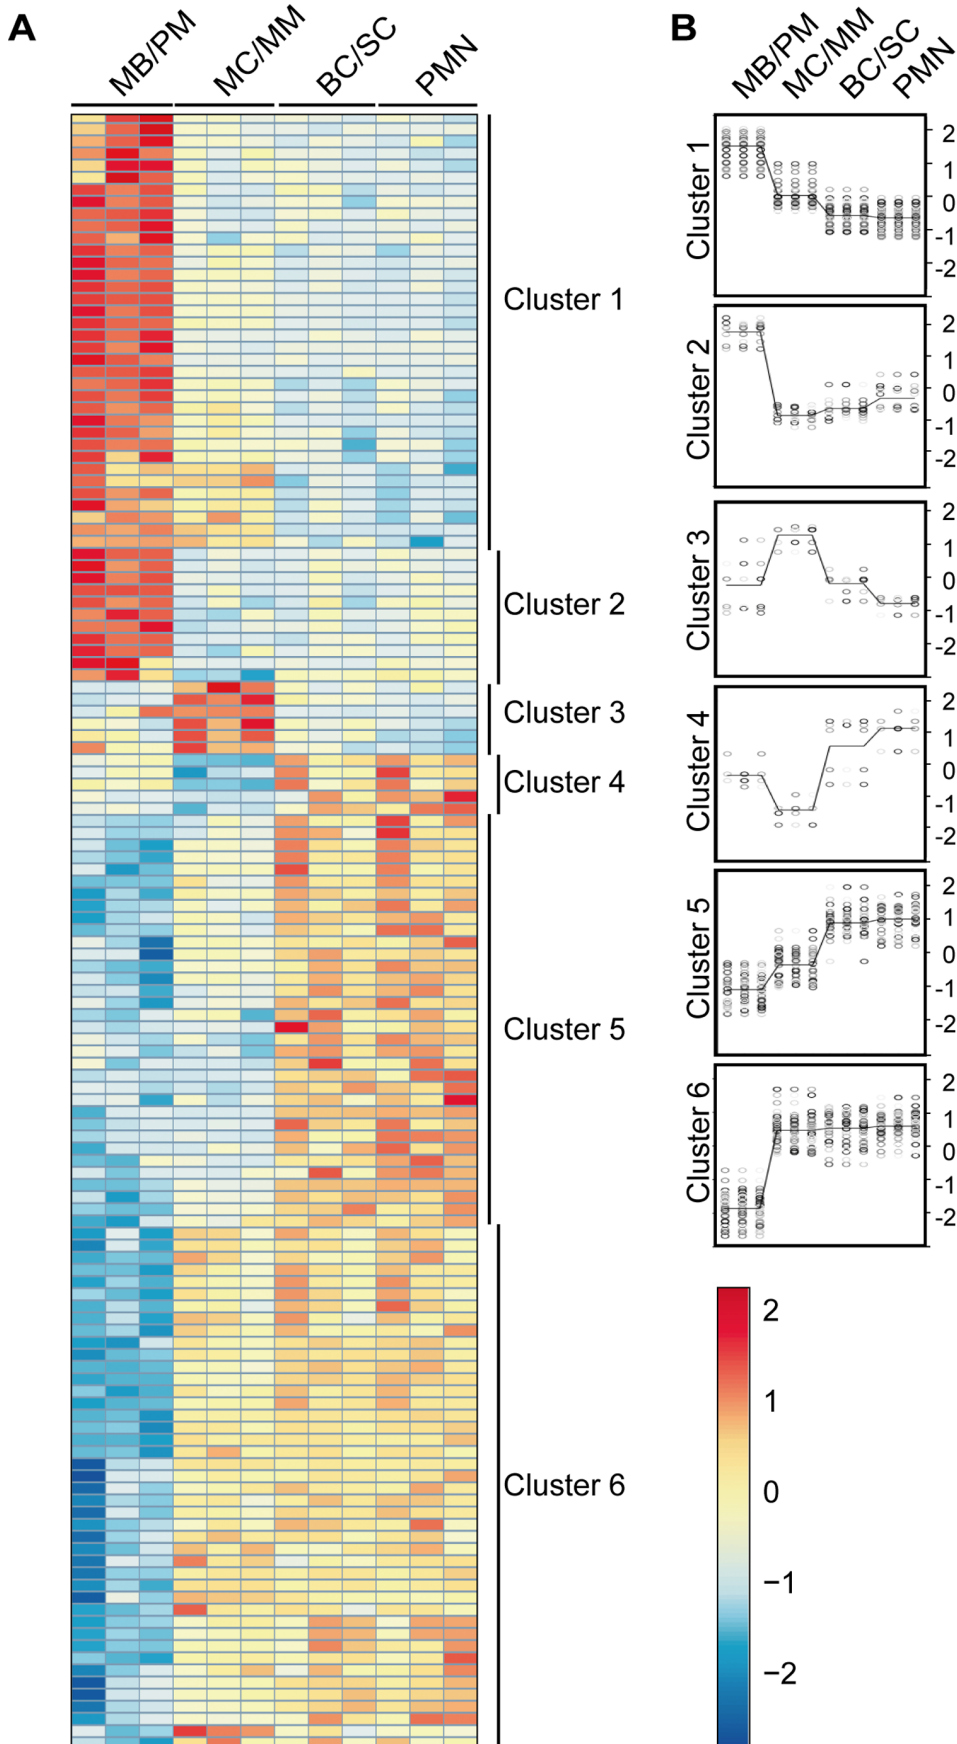 A
MB/PM
MC/MM
BC/SC
PMN
Cluster 1
Cluster 2
Cluster 3
Cluster 4
Cluster 5
Cluster 6
B
MB/PM
MC/MM
BC/SC
PMN
Cluster 1
2
1
0
-1
-2
Cluster 2
2
1
0
-1
-2
Cluster 3
2
1
0
-1
-2
Cluster 4
2
1
0
-1
-2
Cluster 5
2
1
0
-1
-2
Cluster 6
2
1
0
-1
-2
2
1
0
−1
−2